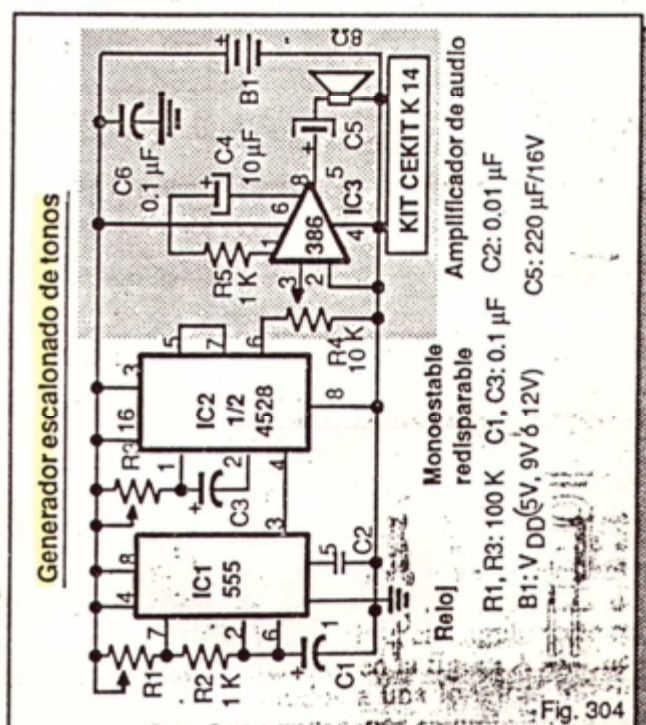 Generador escalonado de tonos
R1
R2
1 K
C1
+
1
7
2
6
4
8
IC1
555
5
3
C2
Reloj
R3
+
C3
1
2
16
3
4
IC2
1/2
4528
5
7
6
8
Monoestable
redisparable
R4
10 K
R5
1 K
C6
0.1 µF
C4
10 µF
+
3
2
1
6
8
386
4
5
IC3
C5
+
B1
+
8Ω
KIT CEKIT K 14
Amplificador de audio
R1, R3: 100 K C1, C3: 0.1 µF C2: 0.01 µF
B1: VDD(5V, 9V ó 12V) C5: 220 µF/16V
Fig. 304